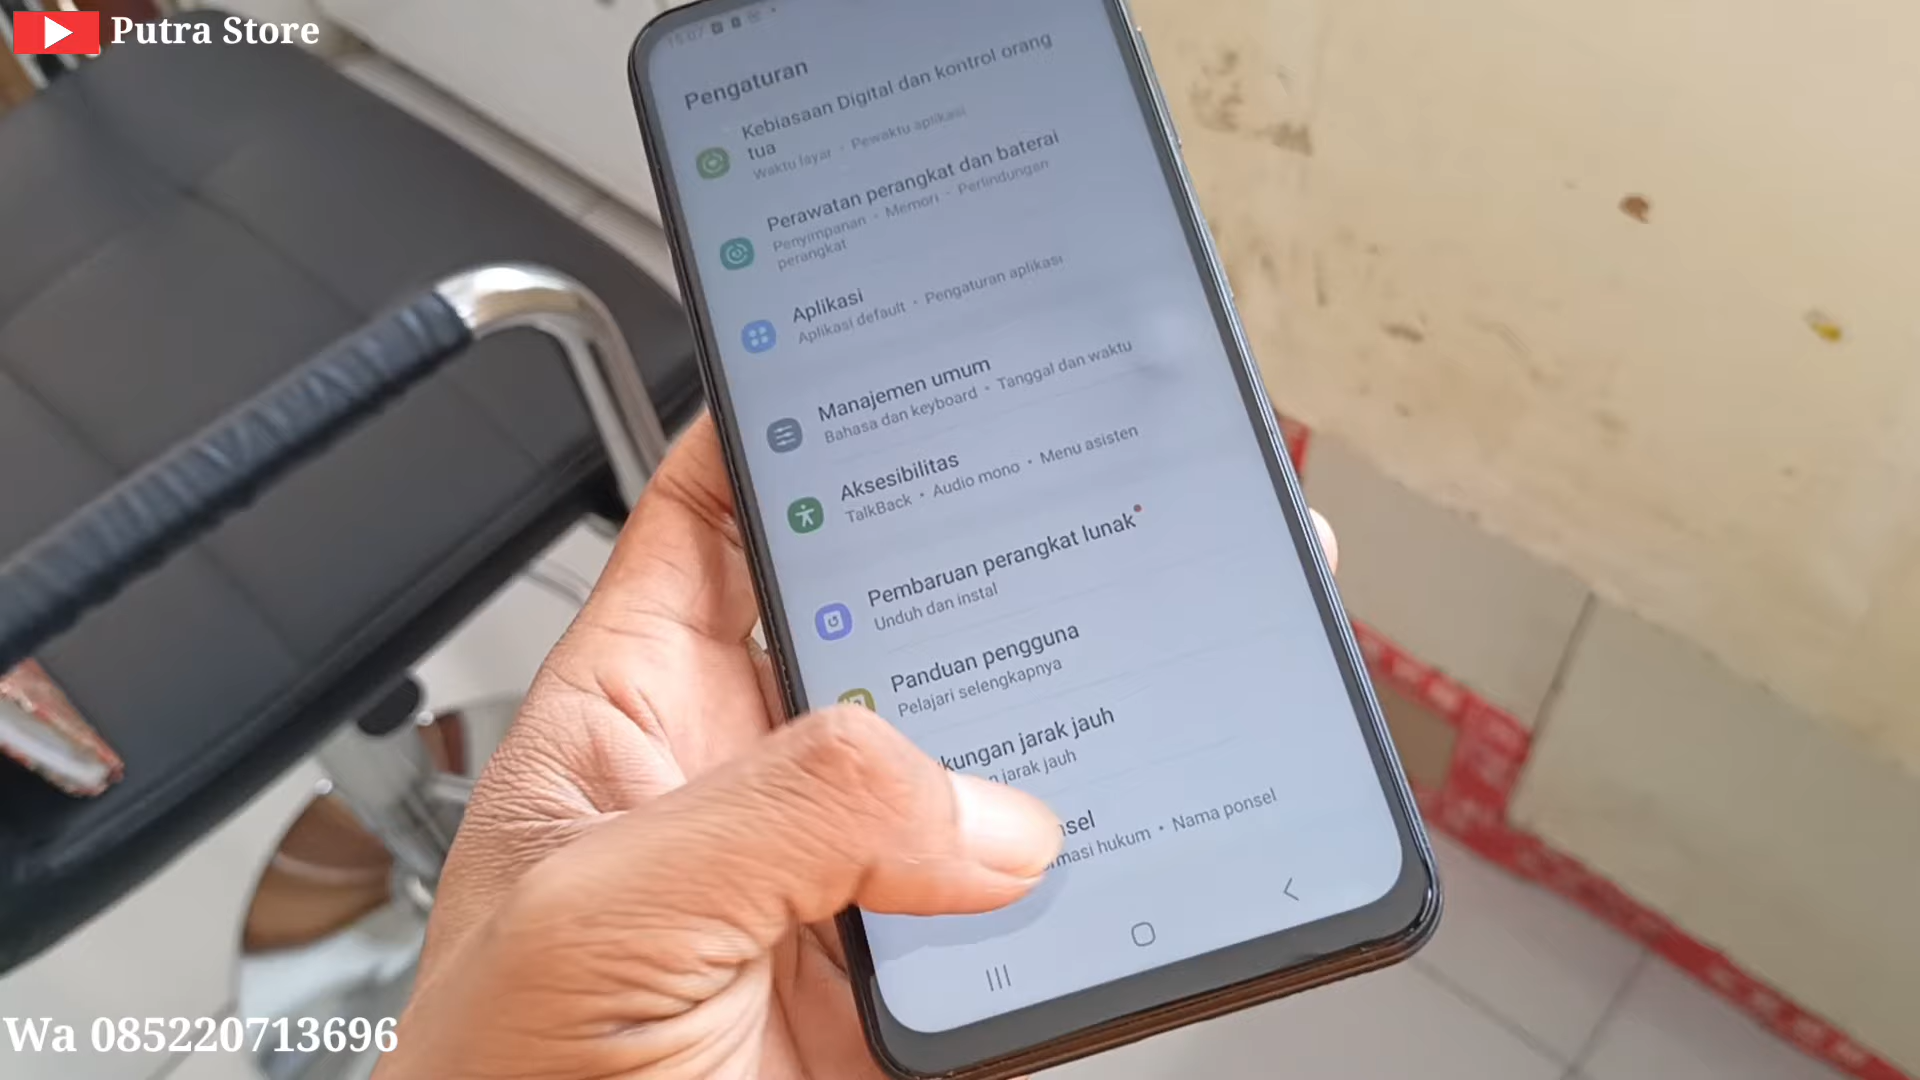 Putra Store
15:07
Pengaturan
Kebiasaan Digital dan kontrol orang
tua
Waktu layar • Pewaktu aplikasi
Perawatan perangkat dan baterai
Penyimpanan • Memori • Perlindungan
perangkat
Aplikasi
Aplikasi default • Pengaturan aplikasi
Manajemen umum
Bahasa dan keyboard • Tanggal dan waktu
Aksesibilitas
TalkBack • Audio mono • Menu asisten
Pembaruan perangkat lunak
Unduh dan instal
Panduan pengguna
Pelajari selengkapnya
kungan jarak jauh
jarak jauh
sel
masi hukum • Nama ponsel
Wa 085220713696